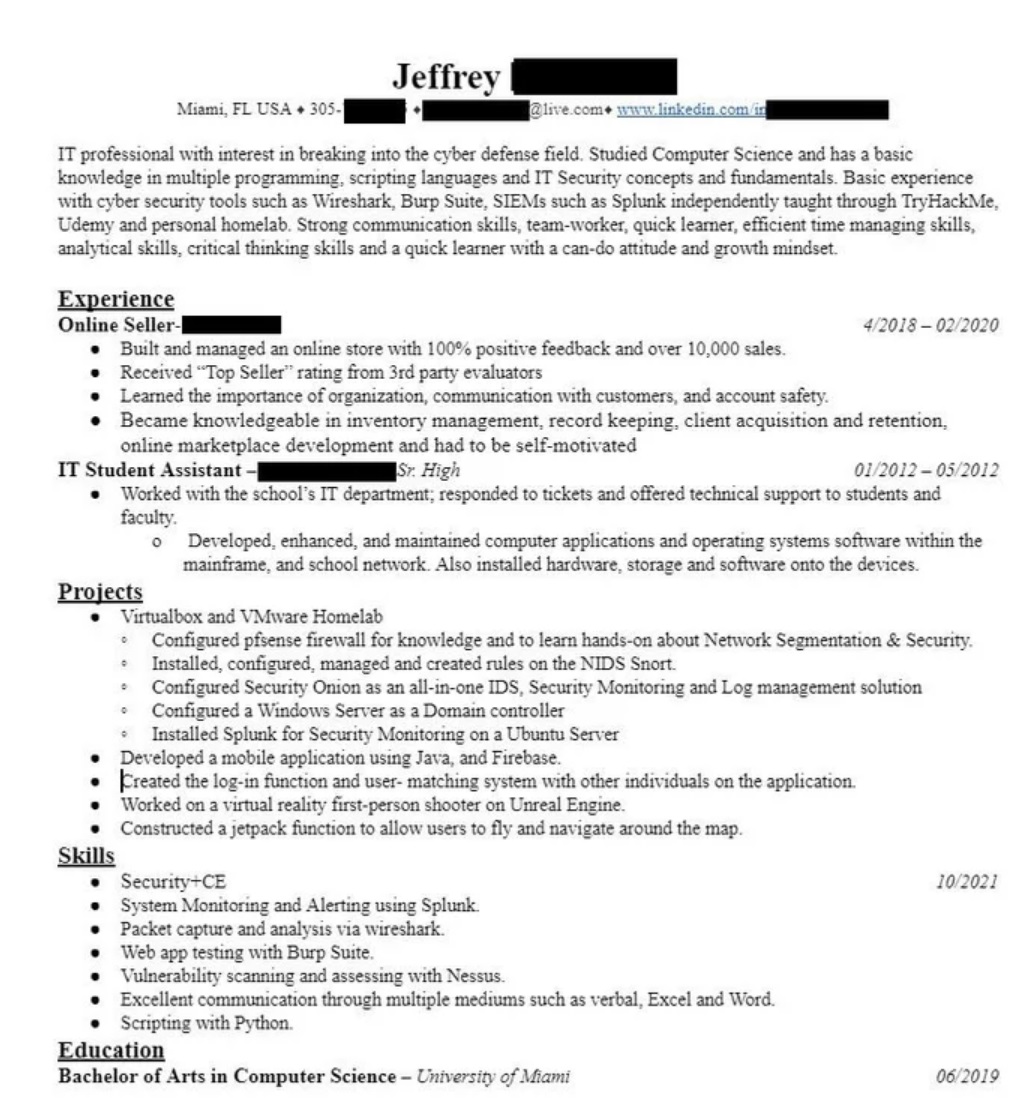 Jeffrey
Miami, FL USA ♦ 305- ♦ @live.com♦ www.linkedin.com/in
IT professional with interest in breaking into the cyber defense field. Studied Computer Science and has a basic
knowledge in multiple programming, scripting languages and IT Security concepts and fundamentals. Basic experience
with cyber security tools such as Wireshark, Burp Suite, SIEMs such as Splunk independently taught through TryHackMe,
Udemy and personal homelab. Strong communication skills, team-worker, quick learner, efficient time managing skills,
analytical skills, critical thinking skills and a quick learner with a can-do attitude and growth mindset.
Experience
Online Seller- 4/2018 – 02/2020
• Built and managed an online store with 100% positive feedback and over 10,000 sales.
• Received “Top Seller” rating from 3rd party evaluators
• Learned the importance of organization, communication with customers, and account safety.
• Became knowledgeable in inventory management, record keeping, client acquisition and retention,
online marketplace development and had to be self-motivated
IT Student Assistant – Sr. High 01/2012 – 05/2012
• Worked with the school’s IT department; responded to tickets and offered technical support to students and
faculty.
o Developed, enhanced, and maintained computer applications and operating systems software within the
mainframe, and school network. Also installed hardware, storage and software onto the devices.
Projects
• Virtualbox and VMware Homelab
◦ Configured pfsense firewall for knowledge and to learn hands-on about Network Segmentation & Security.
◦ Installed, configured, managed and created rules on the NIDS Snort.
◦ Configured Security Onion as an all-in-one IDS, Security Monitoring and Log management solution
◦ Configured a Windows Server as a Domain controller
◦ Installed Splunk for Security Monitoring on a Ubuntu Server
• Developed a mobile application using Java, and Firebase.
• Created the log-in function and user- matching system with other individuals on the application.
• Worked on a virtual reality first-person shooter on Unreal Engine.
• Constructed a jetpack function to allow users to fly and navigate around the map.
Skills
• Security+CE 10/2021
• System Monitoring and Alerting using Splunk.
• Packet capture and analysis via wireshark.
• Web app testing with Burp Suite.
• Vulnerability scanning and assessing with Nessus.
• Excellent communication through multiple mediums such as verbal, Excel and Word.
• Scripting with Python.
Education
Bachelor of Arts in Computer Science – University of Miami 06/2019